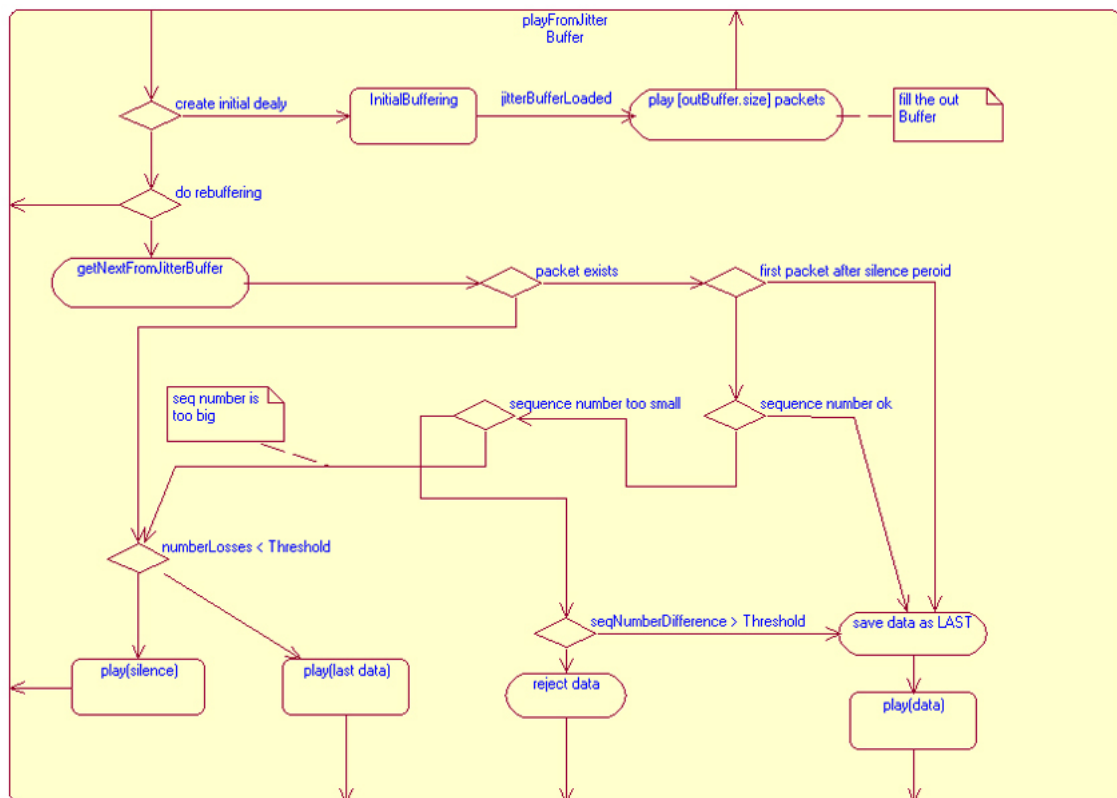 playFromJitter
Buffer
create initial dealy
InitialBuffering
jitterBufferLoaded
play [outBuffer.size] packets
fill the out
Buffer
do rebuffering
getNextFromJitterBuffer
packet exists
first packet after silence peroid
seq number is
too big
sequence number too small
sequence number ok
numberLosses < Threshold
seqNumberDifference > Threshold
save data as LAST
play(silence)
play(last data)
reject data
play(data)